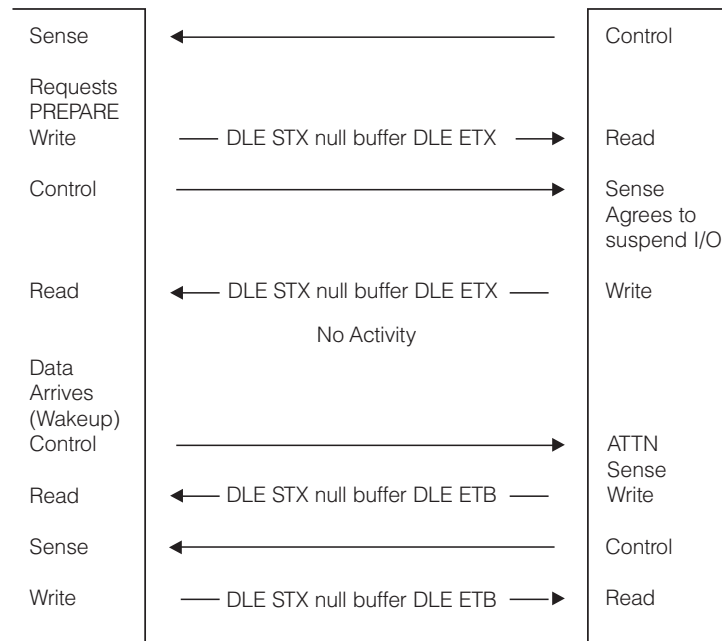 Sense Control
Requests
PREPARE
Write DLE STX null buffer DLE ETX Read
Control Sense
Agrees to
suspend I/O
Read DLE STX null buffer DLE ETX Write
No Activity
Data
Arrives
(Wakeup)
Control ATTN
Sense
Read DLE STX null buffer DLE ETB Write
Sense Control
Write DLE STX null buffer DLE ETB Read